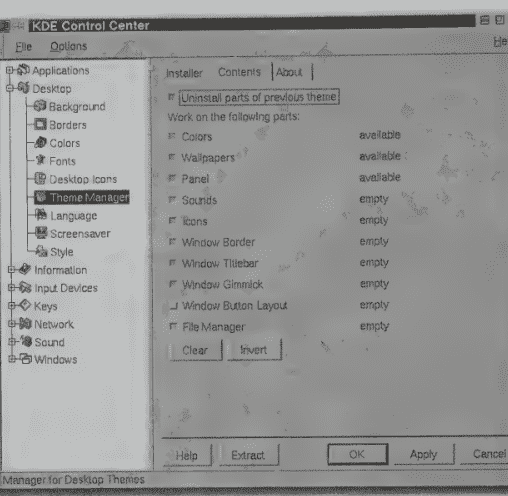 KDE Control Center
File Options He
Applications
Desktop
Background
Borders
Colors
Fonts
Desktop Icons
Theme Manager
Language
Screensaver
Style
Information
Input Devices
Keys
Network
Sound
Windows
Installer Contents About
Uninstall parts of previous theme
Work on the following parts:
Colors available
Wallpapers available
Panel available
Sounds empty
Icons empty
Window Border empty
Window Titlebar empty
Window Gimmick empty
Window Button Layout empty
File Manager empty
Clear Invert
Help Extract OK Apply Cancel
Manager for Desktop Themes